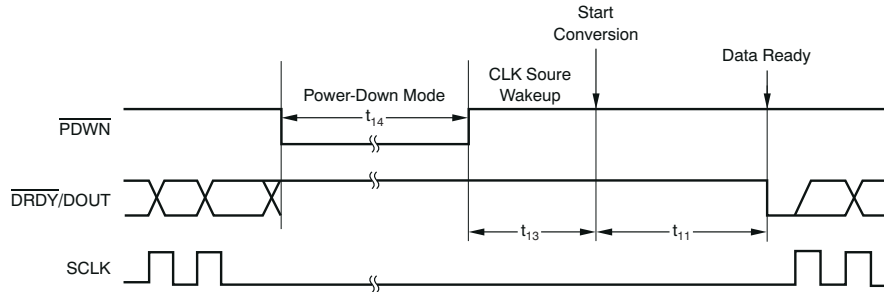 Start
Conversion
Data Ready
CLK Soure
Wakeup
Power-Down Mode
t14
PDWN
DRDY/DOUT
t13
t11
SCLK